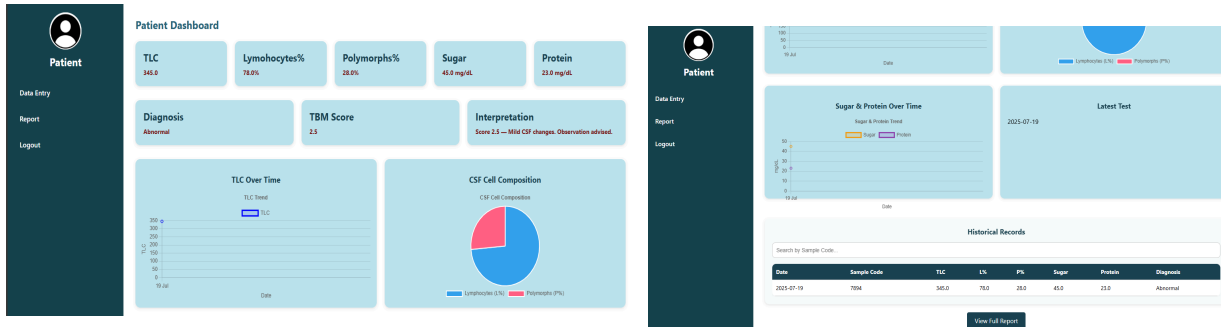 Patient
Data Entry
Report
Logout
Patient Dashboard
TLC
345.0
Lymohocytes%
78.0%
Polymorphs%
28.0%
Sugar
45.0 mg/dL
Protein
23.0 mg/dL
Diagnosis
Abnormal
TBM Score
2.5
Interpretation
Score 2.5 — Mild CSF changes. Observation advised.
TLC Over Time
TLC Trend
TLC
350
300
250
200
150
100
50
0
TLC
19 Jul
Date
CSF Cell Composition
CSF Cell Composition
Lymphocytes (L%) Polymorphs (P%)
Patient
Data Entry
Report
Logout
100
50
0
19 Jul
Date
Lymphocytes (L%) Polymorphs (P%)
Sugar & Protein Over Time
Sugar & Protein Trend
Sugar Protein
50
40
30
20
10
0
mg/dL
19 Jul
Date
Latest Test
2025-07-19
Historical Records
Search by Sample Code...
Date Sample Code TLC L% P% Sugar Protein Diagnosis
2025-07-19 7894 345.0 78.0 28.0 45.0 23.0 Abnormal
View Full Report